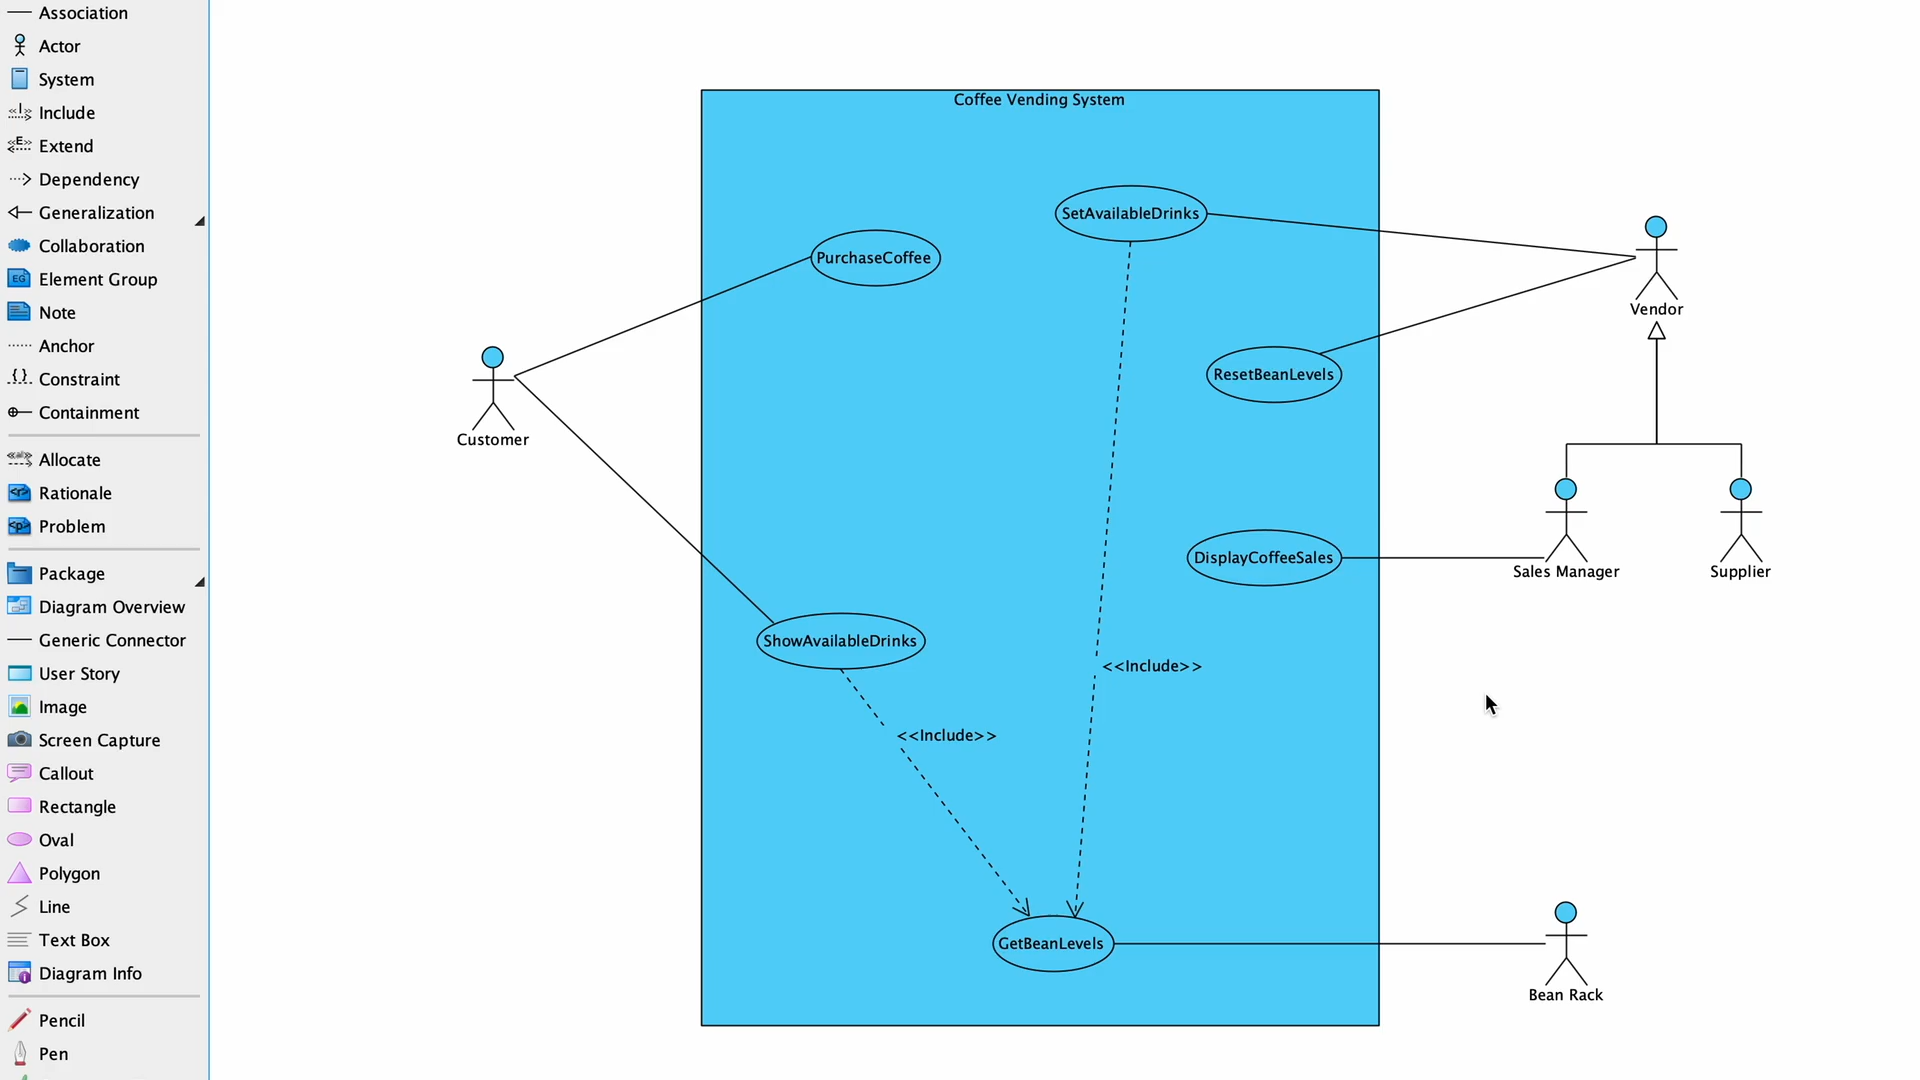 Association
Actor
System
Include
Extend
Dependency
Generalization
Collaboration
EG Element Group
Note
Anchor
Constraint
Containment
Allocate
Rationale
Problem
Package
Diagram Overview
Generic Connector
User Story
Image
Screen Capture
Callout
Rectangle
Oval
Polygon
Line
Text Box
Diagram Info
Pencil
Pen
Coffee Vending System
SetAvailableDrinks
PurchaseCoffee
Vendor
ResetBeanLevels
Customer
DisplayCoffeeSales
Sales Manager
Supplier
ShowAvailableDrinks
<<Include>>
<<Include>>
GetBeanLevels
Bean Rack